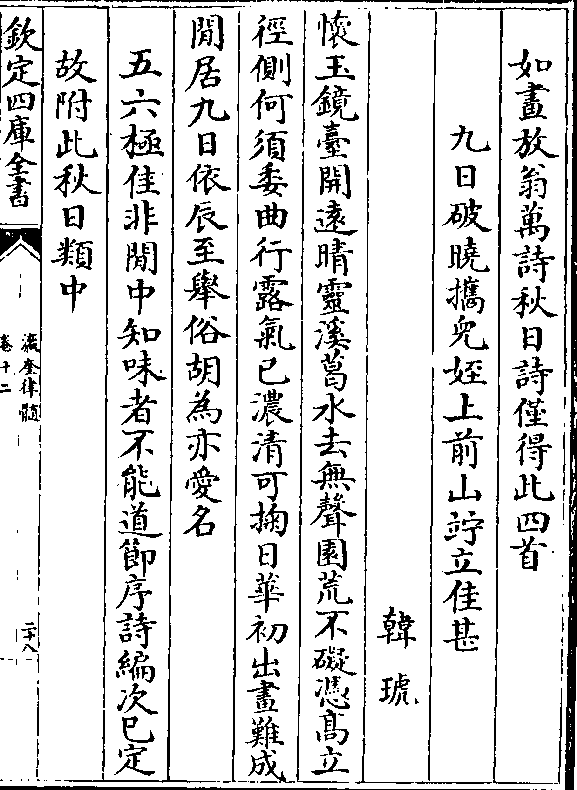 如畫放翁萬詩秋日詩僅得此四首
九日破曉攜兒姪上前山竚立佳甚
韓琥
懷玉鏡臺開遠晴靈溪葛水去無聲園荒不礙憑髙立
徑側何須委曲行露氣已濃清可掬日華初出畫難成
閒居九日依辰至舉俗胡為亦愛名
五六極佳非閒中知味者不能道節序詩編次已定
故附此秋日類中
欽定四庫全書
瀛奎律髓
卷十二
二十八